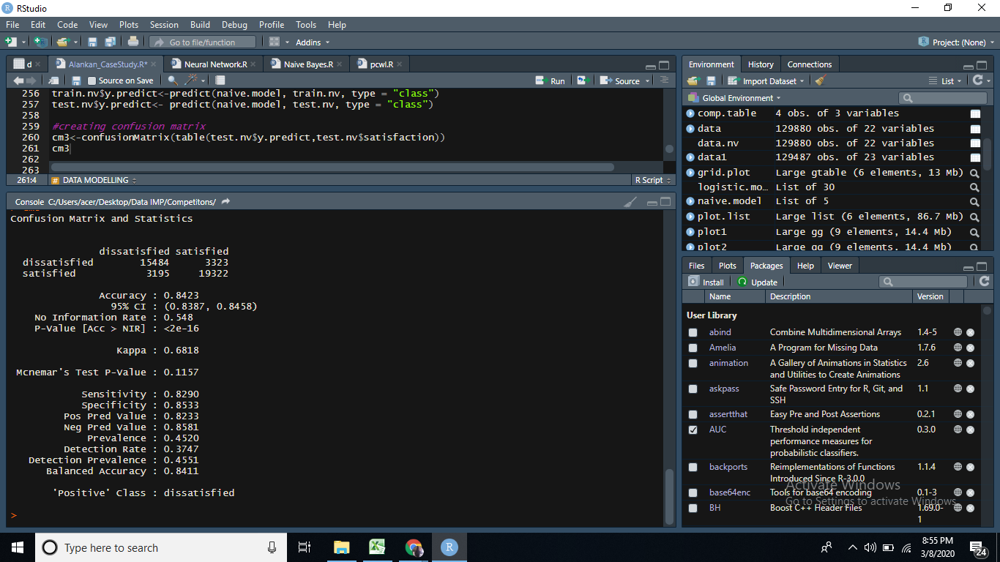 RStudio
File Edit Code View Plots Session Build Debug Profile Tools Help
Go to file/function Addins Project: (None)
d Alankan_CaseStudy.R* Neural Network.R Naive Bayes.R pcwl.R
Source on Save Run Source
256 train.nv$y.predict<-predict(naive.model, train.nv, type = "class")
257 test.nv$y.predict<- predict(naive.model, test.nv, type = "class")
258
259 #creating confusion matrix
260 cm3<-confusionMatrix(table(test.nv$y.predict,test.nv$satisfaction))
261 cm3
262
263
261:4 # DATA MODELLING R Script
Console C:/Users/acer/Desktop/Data IMP/Competitons/
Confusion Matrix and Statistics
dissatisfied satisfied
dissatisfied 15484 3323
satisfied 3195 19322
Accuracy : 0.8423
95% CI : (0.8387, 0.8458)
No Information Rate : 0.548
P-Value [Acc > NIR] : <2e-16
Kappa : 0.6818
Mcnemar's Test P-Value : 0.1157
Sensitivity : 0.8290
Specificity : 0.8533
Pos Pred Value : 0.8233
Neg Pred Value : 0.8581
Prevalence : 0.4520
Detection Rate : 0.3747
Detection Prevalence : 0.4551
Balanced Accuracy : 0.8411
'Positive' Class : dissatisfied
>
Environment History Connections
Import Dataset List
Global Environment
comp.table 4 obs. of 3 variables
data 129880 obs. of 22 variables
data.nv 129880 obs. of 22 variables
data1 129487 obs. of 23 variables
grid.plot Large gtable (6 elements, 13 Mb)
logistic.mo… List of 30
naive.model List of 5
plot.list Large list (6 elements, 86.7 Mb)
plot1 Large gg (9 elements, 14.4 Mb)
plot2 Large gg (9 elements, 14.4 Mb)
Files Plots Packages Help Viewer
Install Update
Name Description Version
User Library
abind Combine Multidimensional Arrays 1.4-5
Amelia A Program for Missing Data 1.7.6
animation A Gallery of Animations in Statistics 2.6
and Utilities to Create Animations
askpass Safe Password Entry for R, Git, and 1.1
SSH
assertthat Easy Pre and Post Assertions 0.2.1
AUC Threshold independent 0.3.0
performance measures for
probabilistic classifiers.
backports Reimplementations of Functions 1.1.4
Introduced Since R-3.0.0
base64enc Tools for base64 encoding 0.1-3
BH Boost C++ Header Files 1.69.0-
1
Activate Windows
Go to Settings to activate Windows.
Type here to search
R
8:55 PM
3/8/2020
24